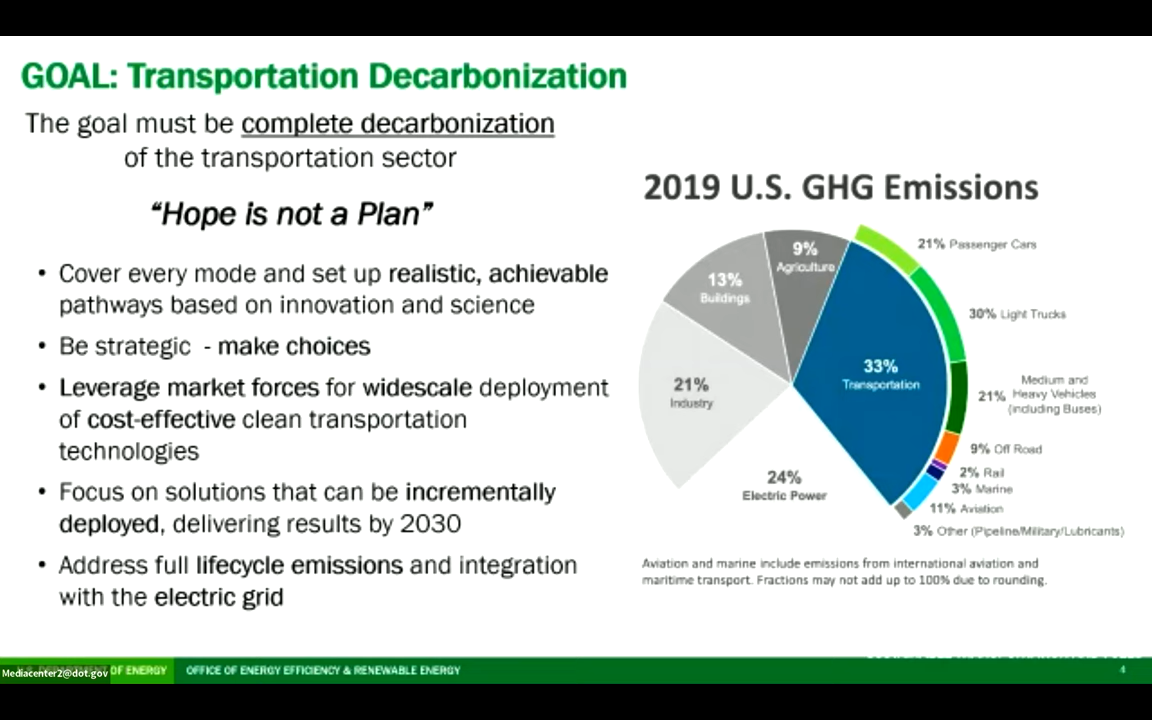 GOAL: Transportation Decarbonization
The goal must be complete decarbonization
of the transportation sector
“Hope is not a Plan”
• Cover every mode and set up realistic, achievable
pathways based on innovation and science
• Be strategic - make choices
• Leverage market forces for widescale deployment
of cost-effective clean transportation
technologies
• Focus on solutions that can be incrementally
deployed, delivering results by 2030
• Address full lifecycle emissions and integration
with the electric grid
2019 U.S. GHG Emissions
9%
Agriculture
13%
Buildings
21%
Industry
24%
Electric Power
33%
Transportation
21% Passenger Cars
30% Light Trucks
21% Medium and
Heavy Vehicles
(including Buses)
9% Off Road
2% Rail
3% Marine
11% Aviation
3% Other (Pipeline/Military/Lubricants)
Aviation and marine include emissions from international aviation and
maritime transport. Fractions may not add up to 100% due to rounding.
U.S. DEPARTMENT OF ENERGY
OFFICE OF ENERGY EFFICIENCY & RENEWABLE ENERGY
4
Mediacenter2@dot.gov